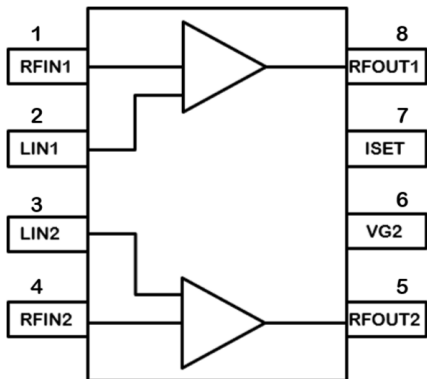 1
RFIN1
2
LIN1
3
LIN2
4
RFIN2
8
RFOUT1
7
ISET
6
VG2
5
RFOUT2